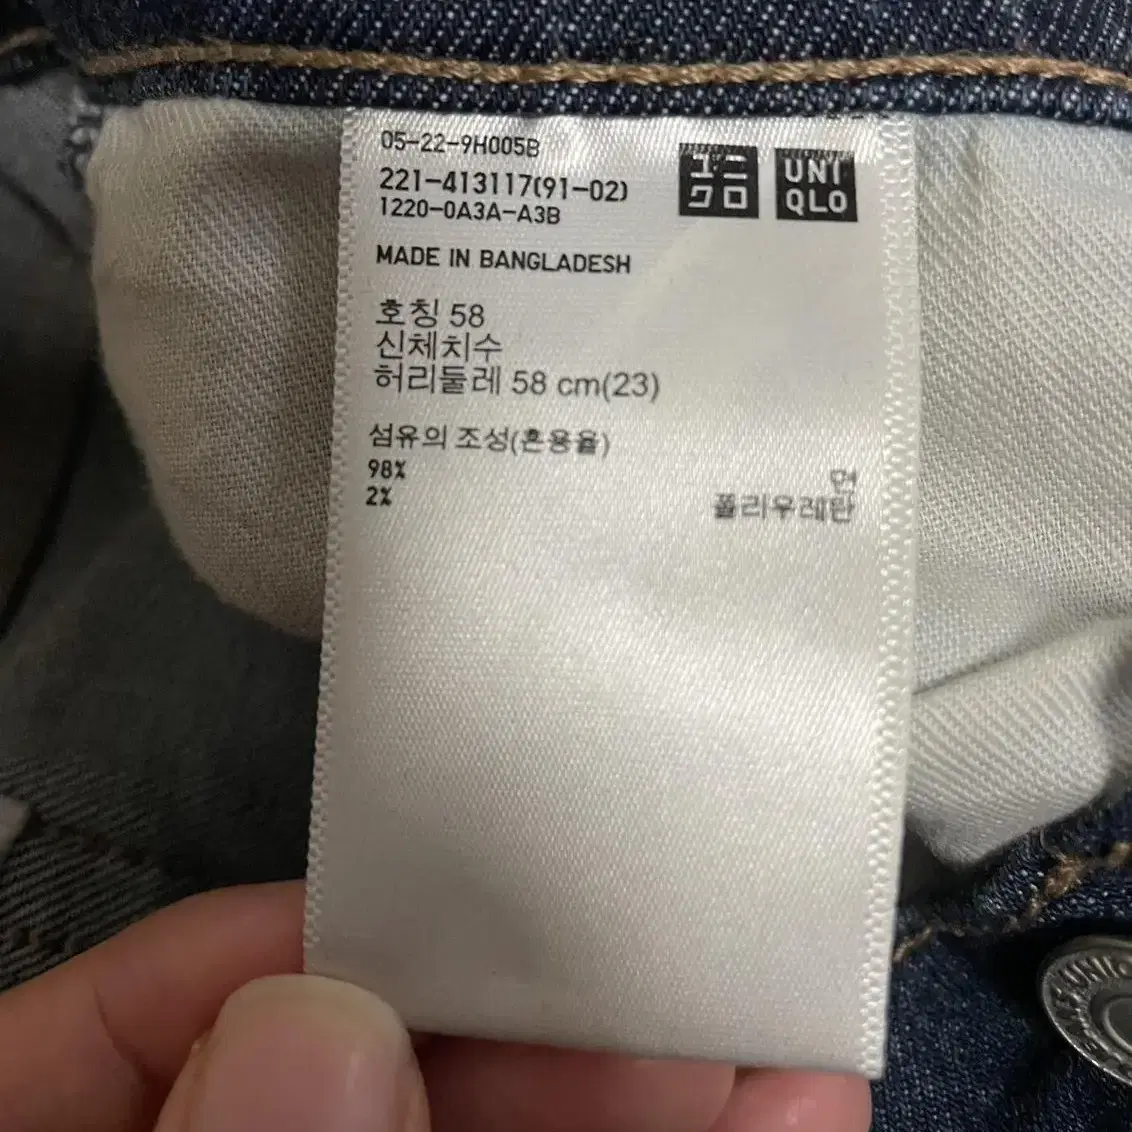 05-22-9H005B
221-413117(91-02)
1220-0A3A-A3B
ユニ
クロ
UNI
QLO
MADE IN BANGLADESH
호칭 58
신체치수
허리둘레 58 cm(23)
섬유의 조성(혼용율)
98% 면
2% 폴리우레탄